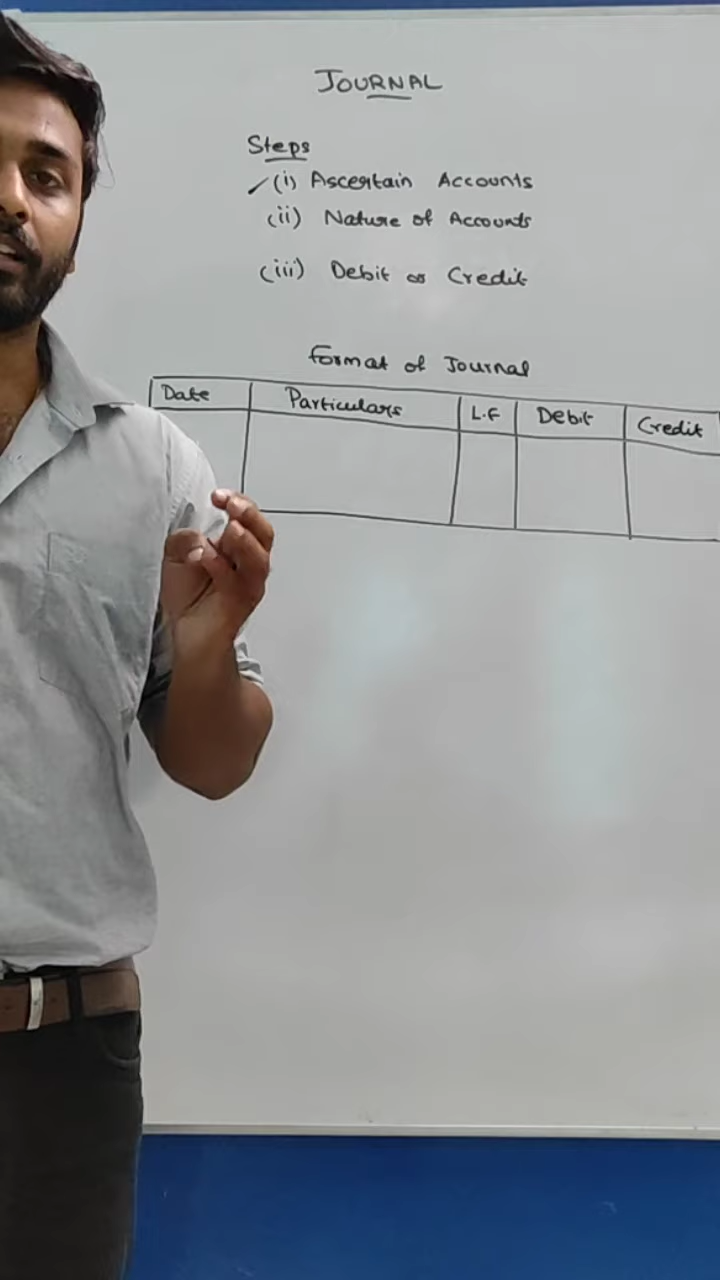 JOURNAL
Steps
(i) Ascertain Accounts
(ii) Nature of Accounts
(iii) Debit or Credit
Format of Journal
Date Particulars L.F Debit Credit